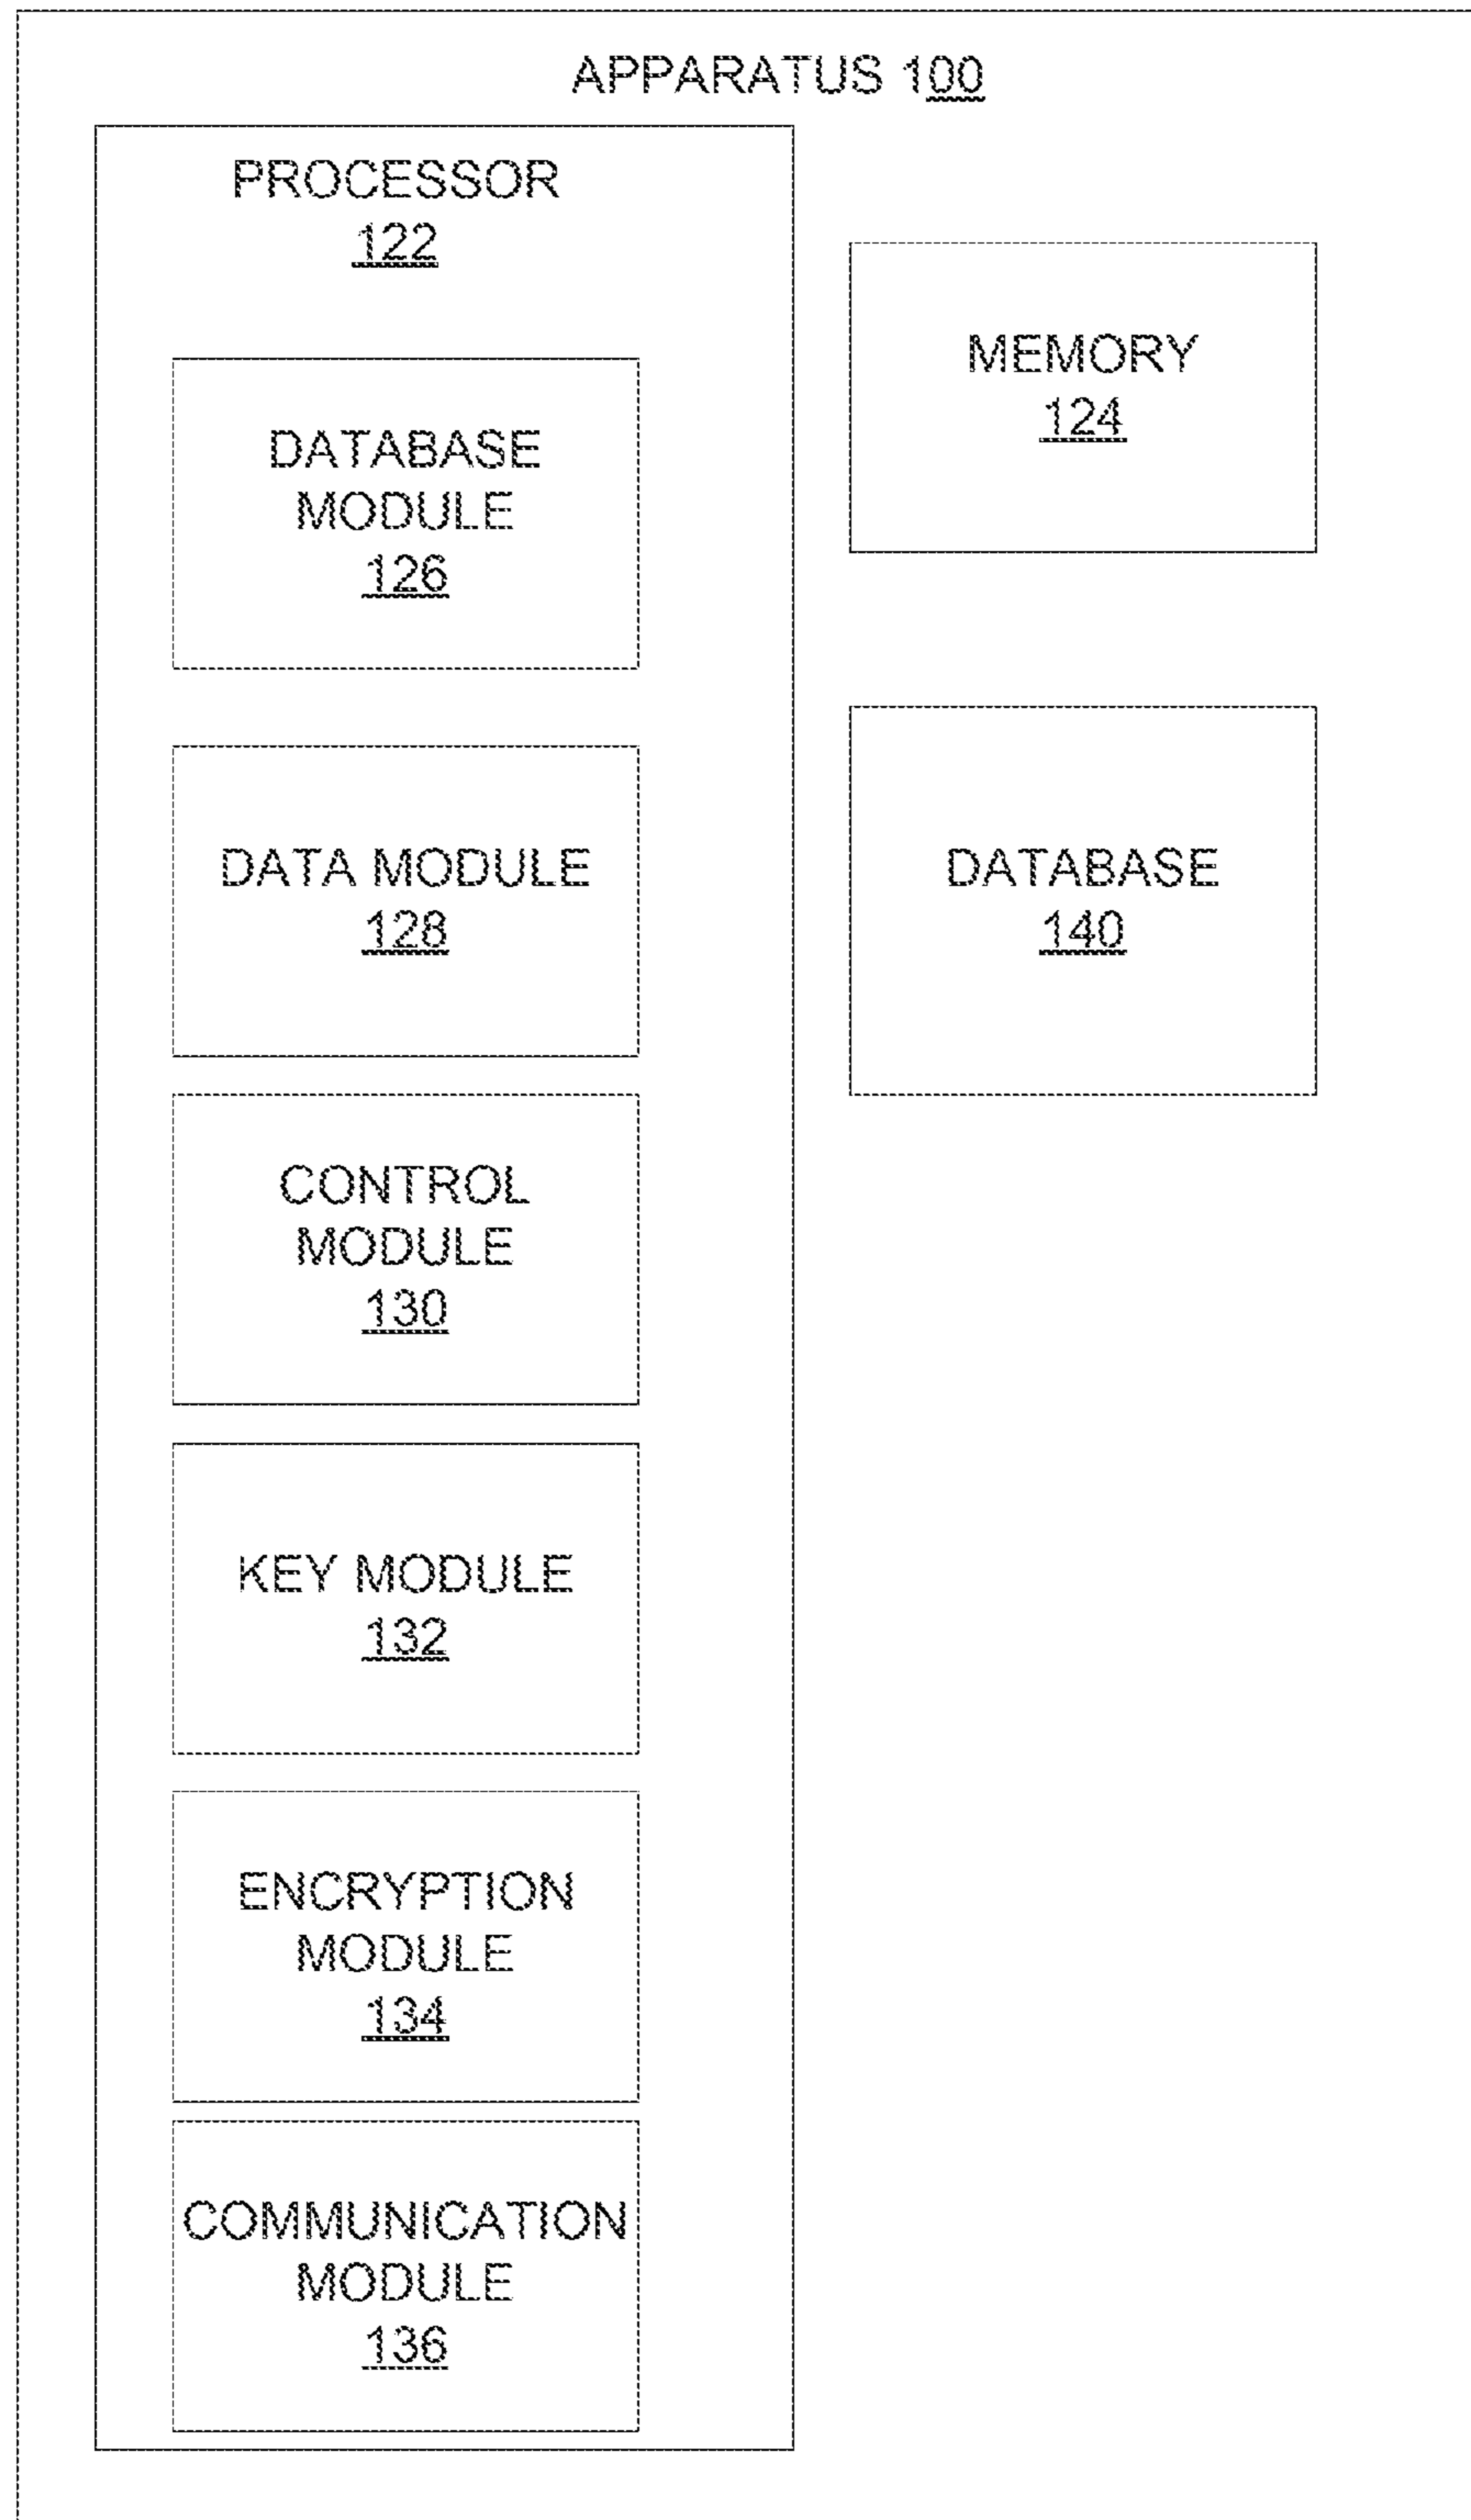 APPARATUS 100
PROCESSOR
122
DATABASE
MODULE
126
DATA MODULE
128
CONTROL
MODULE
130
KEY MODULE
132
ENCRYPTION
MODULE
134
COMMUNICATION
MODULE
136
MEMORY
124
DATABASE
140